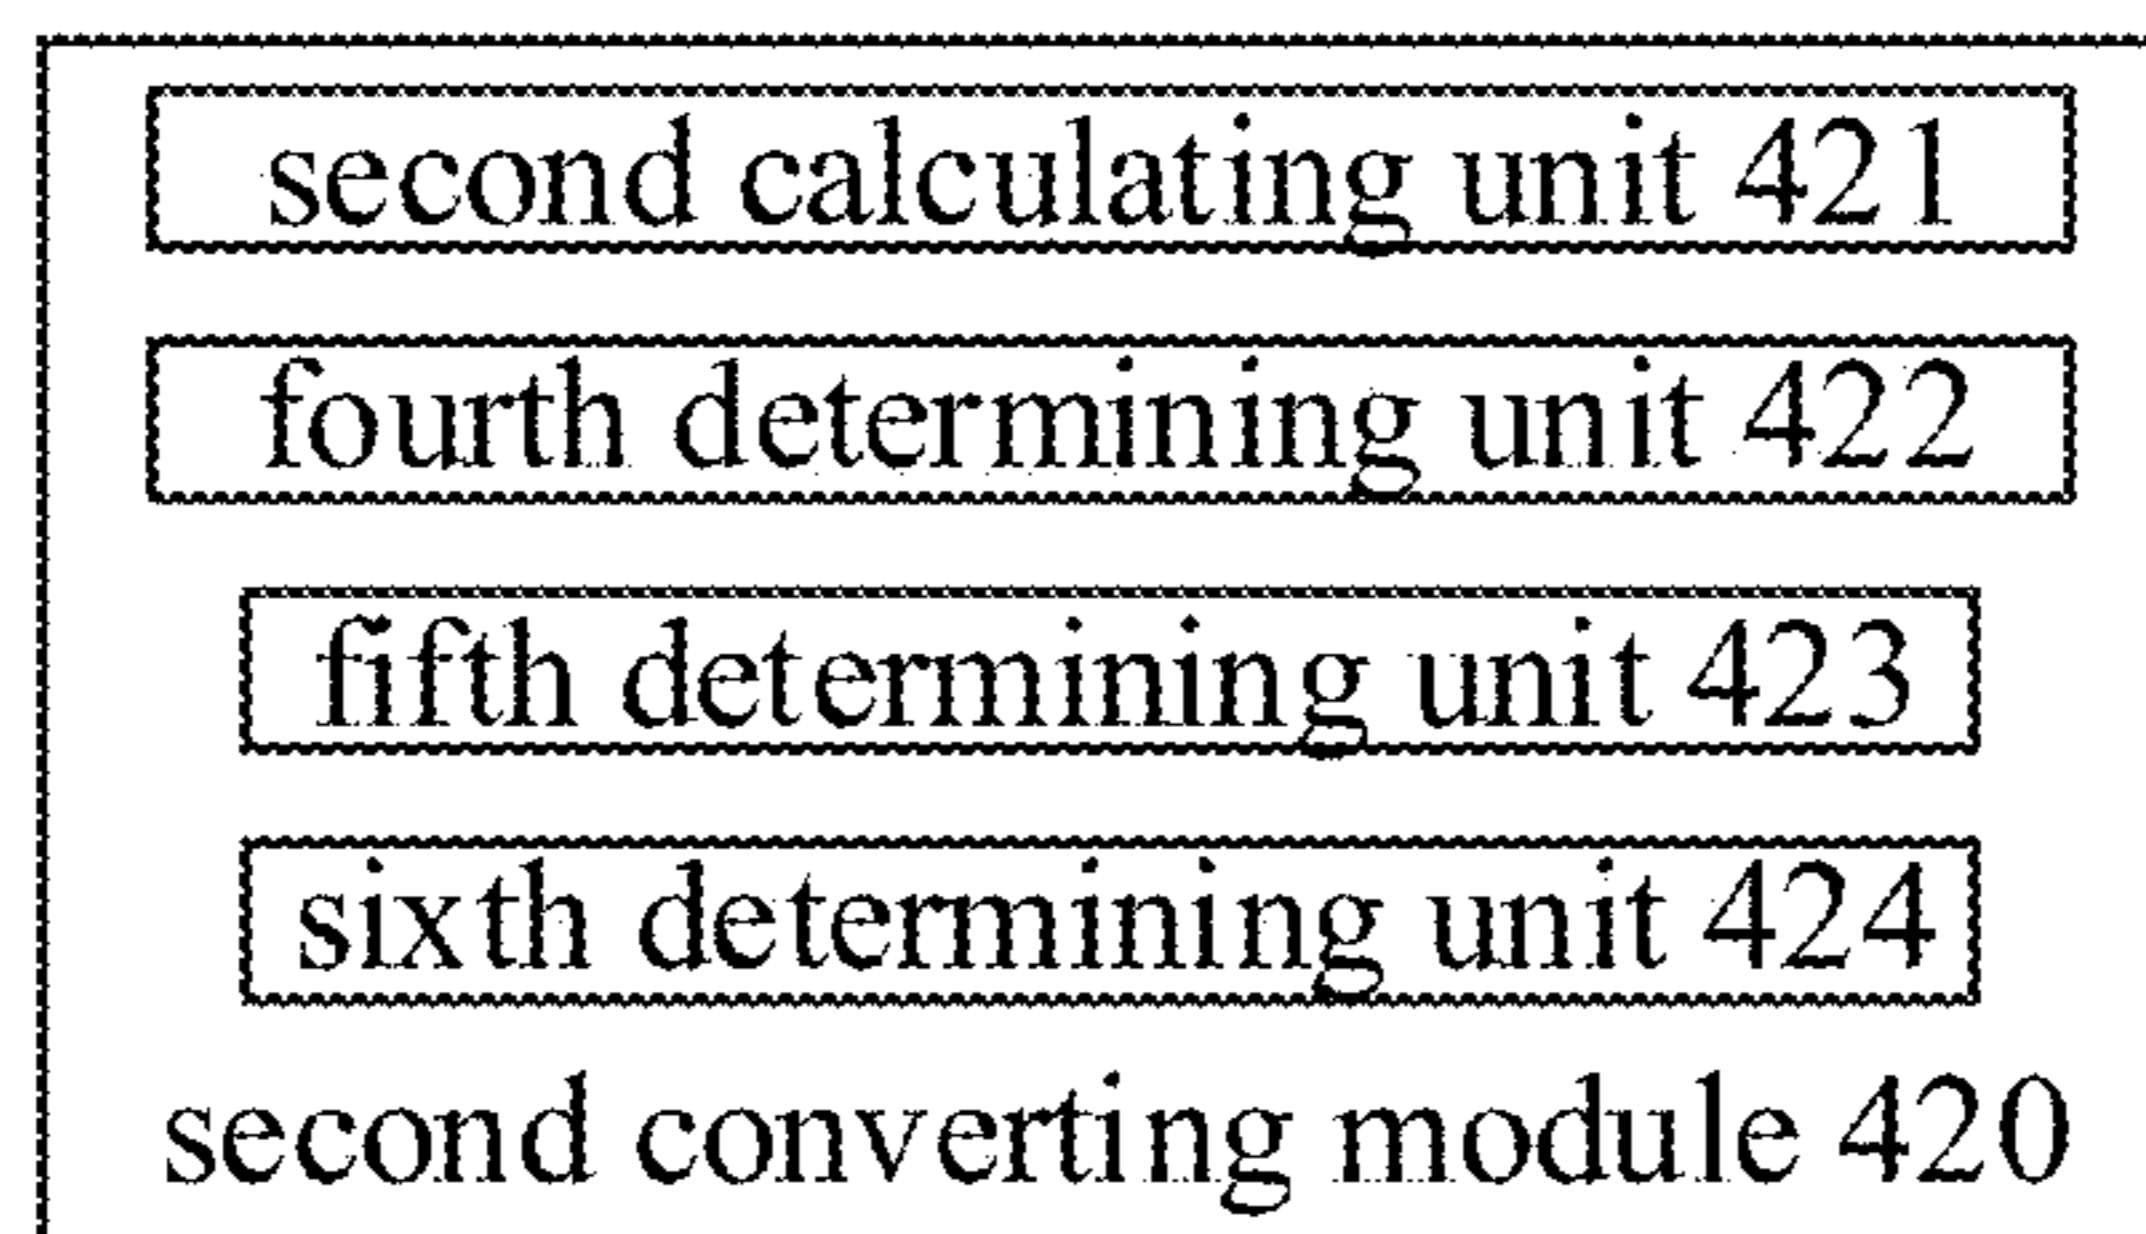 second calculating unit 421
fourth determining unit 422
fifth determining unit 423
sixth determining unit 424
second converting module 420